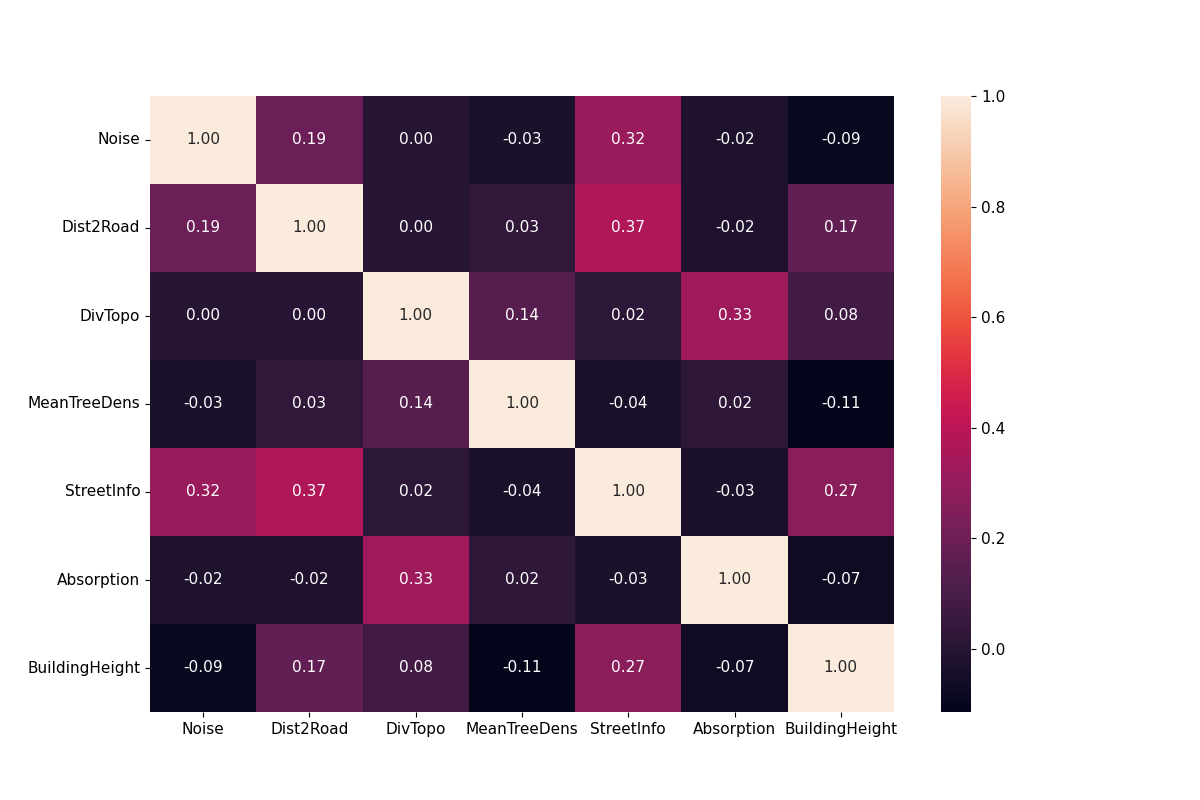 Noise 1.00 0.19 0.00 -0.03 0.32 -0.02 -0.09
Dist2Road 0.19 1.00 0.00 0.03 0.37 -0.02 0.17
DivTopo 0.00 0.00 1.00 0.14 0.02 0.33 0.08
MeanTreeDens -0.03 0.03 0.14 1.00 -0.04 0.02 -0.11
StreetInfo 0.32 0.37 0.02 -0.04 1.00 -0.03 0.27
Absorption -0.02 -0.02 0.33 0.02 -0.03 1.00 -0.07
BuildingHeight -0.09 0.17 0.08 -0.11 0.27 -0.07 1.00
Noise Dist2Road DivTopo MeanTreeDens StreetInfo Absorption BuildingHeight
1.0
0.8
0.6
0.4
0.2
0.0